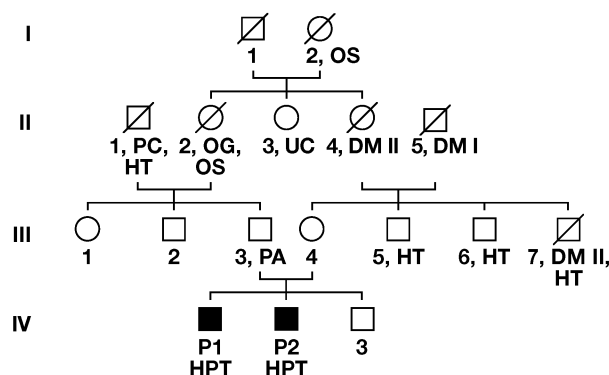 I
1
2, OS
II
1, PC,
HT
2, OG,
OS
3, UC
4, DM II
5, DM I
III
1
2
3, PA
4
5, HT
6, HT
7, DM II,
HT
IV
P1
HPT
P2
HPT
3